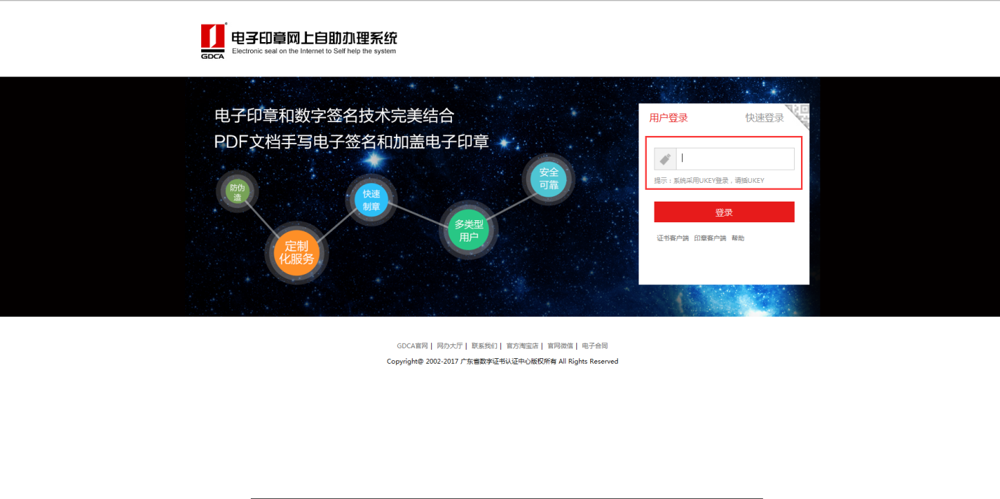 电子印章网上自助办理系统
Electronic seal on the Internet to Self help the system
GDCA
电子印章和数字签名技术完美结合
PDF文档手写电子签名和加盖电子印章
用户登录
快速登录
提示：系统采用UKEY登录，请插UKEY
登录
证书客户端 印章客户端 帮助
防伪
造
定制
化服务
快速
制章
多类型
用户
安全
可靠
GDCA官网 | 网办大厅 | 联系我们 | 官方淘宝店 | 官网微信 | 电子合同
Copyright@ 2002-2017 广东省数字证书认证中心版权所有 All Rights Reserved